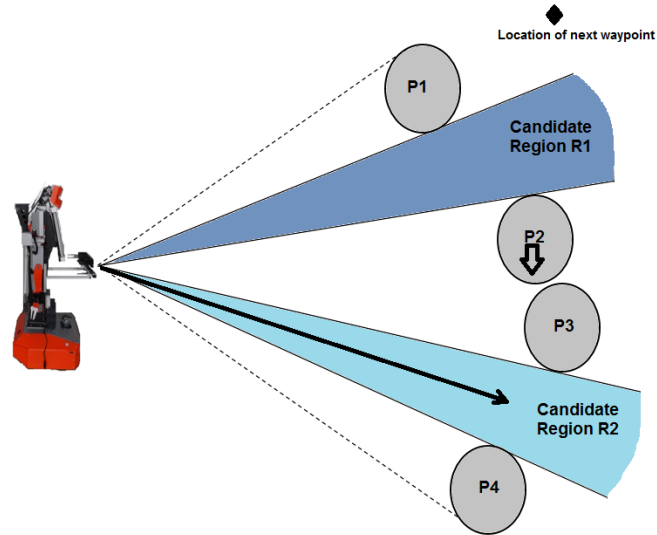 Location of next waypoint
P1
Candidate
Region R1
P2
P3
Candidate
Region R2
P4